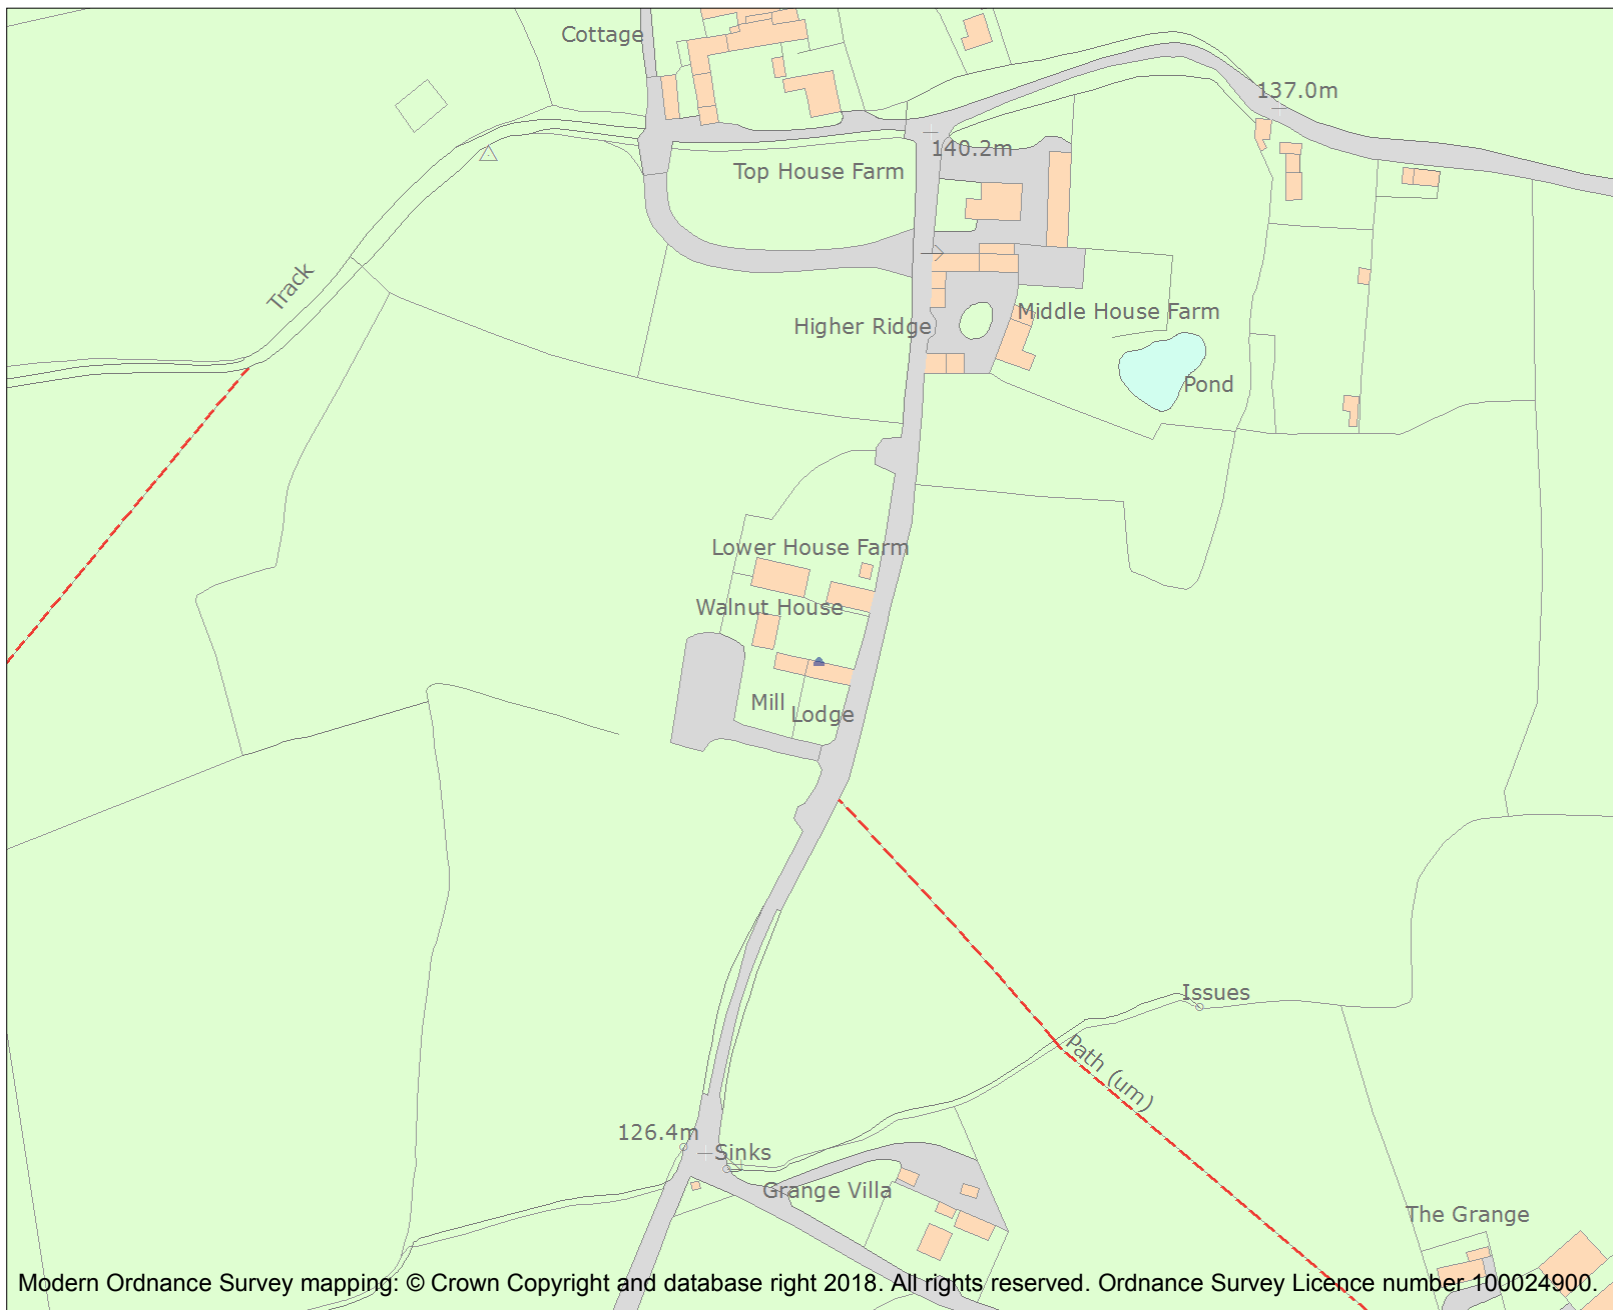 Cottage
137.0m
140.2m
Top House Farm
Track
Middle House Farm
Higher Ridge
Pond
Lower House Farm
Walnut House
Mill
Lodge
Issues
Path (um)
126.4m
Sinks
Grange Villa
The Grange
Modern Ordnance Survey mapping: © Crown Copyright and database right 2018. All rights reserved. Ordnance Survey Licence number 100024900.